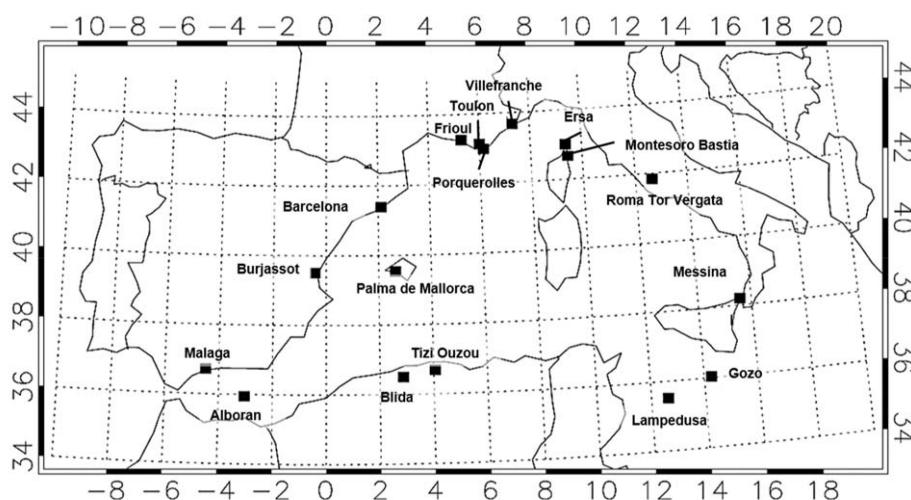 −10 −8 −6 −4 −2 0 2 4 6 8 10 12 14 16 18 20
44 42 40 38 36 34
44 42 40 38 36 34
Villefranche
Toulon
Frioul
Ersa
Montesoro Bastia
Porquerolles
Roma Tor Vergata
Barcelona
Burjassot
Palma de Mallorca
Messina
Malaga
Tizi Ouzou
Gozo
Blida
Alboran
Lampedusa
−8 −6 −4 −2 0 2 4 6 8 10 12 14 16 18